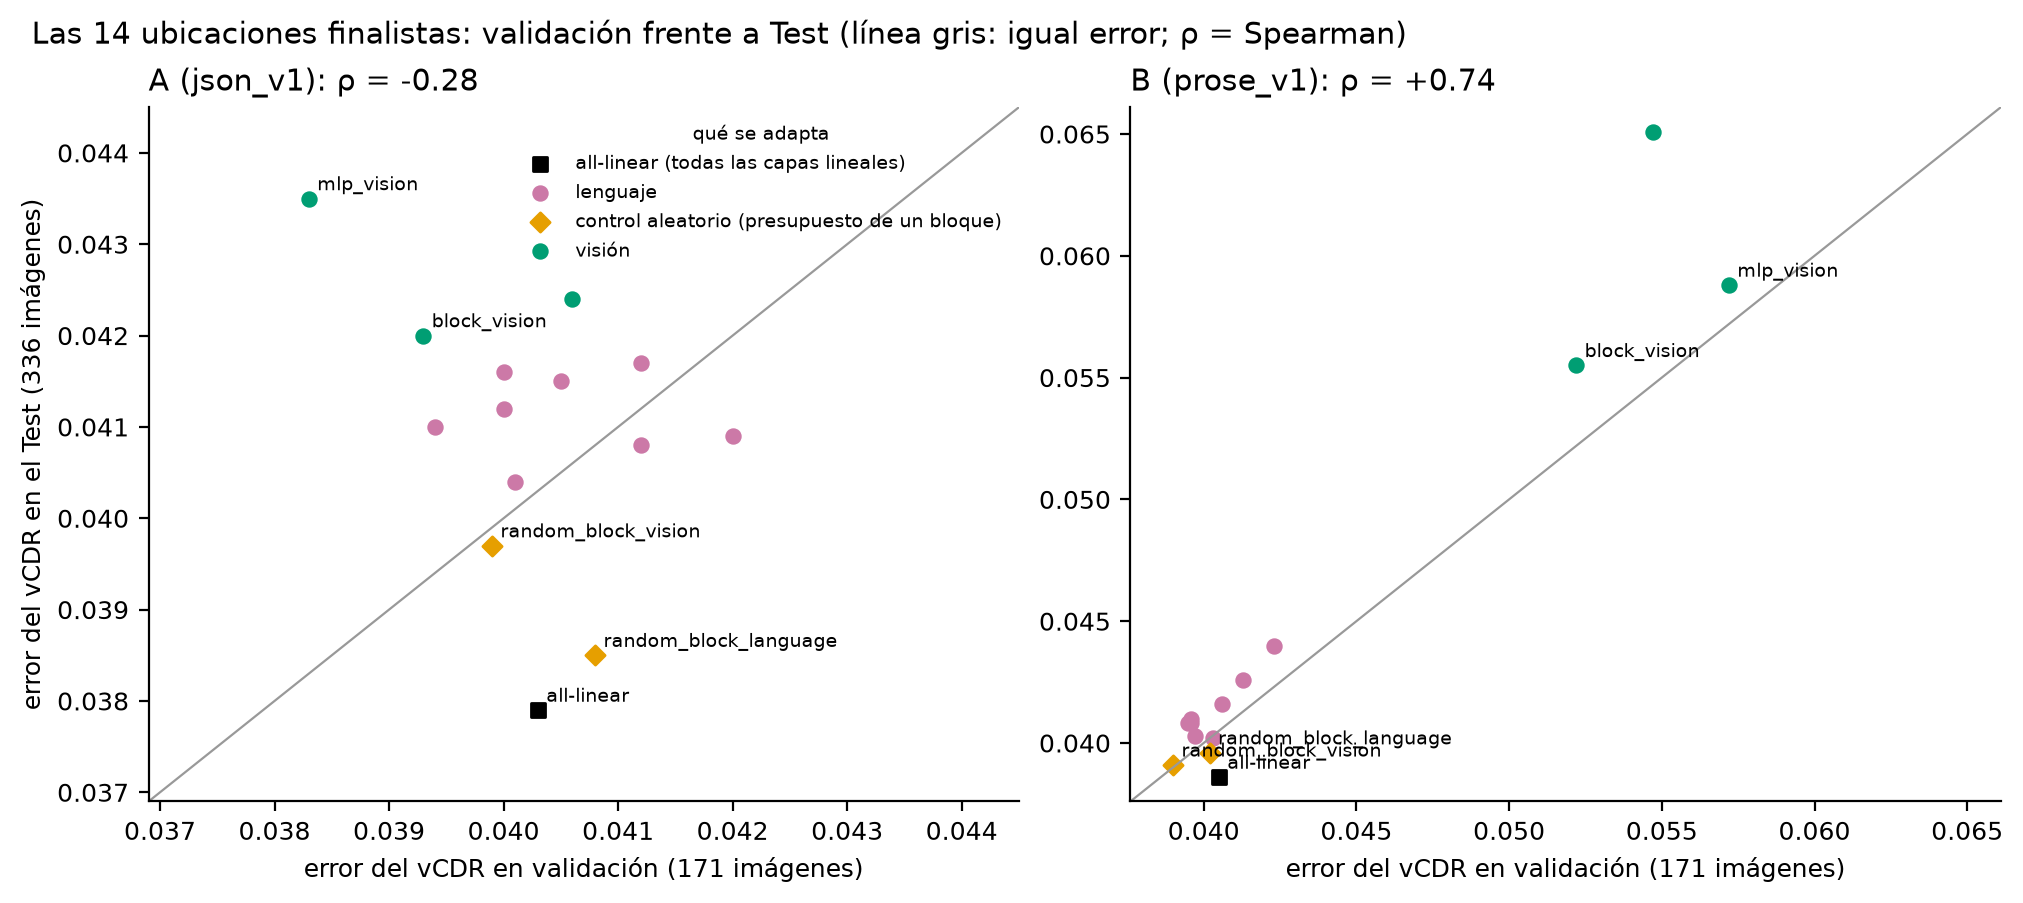 Las 14 ubicaciones finalistas: validación frente a Test (línea gris: igual error; ρ = Spearman)
A (json_v1): ρ = -0.28
qué se adapta
all-linear (todas las capas lineales)
lenguaje
control aleatorio (presupuesto de un bloque)
visión
mlp_vision
block_vision
random_block_vision
random_block_language
all-linear
0.044
0.043
0.042
0.041
0.040
0.039
0.038
0.037
error del vCDR en el Test (336 imágenes)
0.037 0.038 0.039 0.040 0.041 0.042 0.043 0.044
error del vCDR en validación (171 imágenes)
B (prose_v1): ρ = +0.74
mlp_vision
block_vision
random_block_language
random_block_vision
all-linear
0.065
0.060
0.055
0.050
0.045
0.040
0.040 0.045 0.050 0.055 0.060 0.065
error del vCDR en validación (171 imágenes)